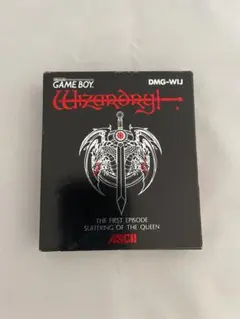 GAME BOY
DMG-WIJ
Wizardry
THE FIRST EPISODE
SUFFERING OF THE QUEEN
ASCII